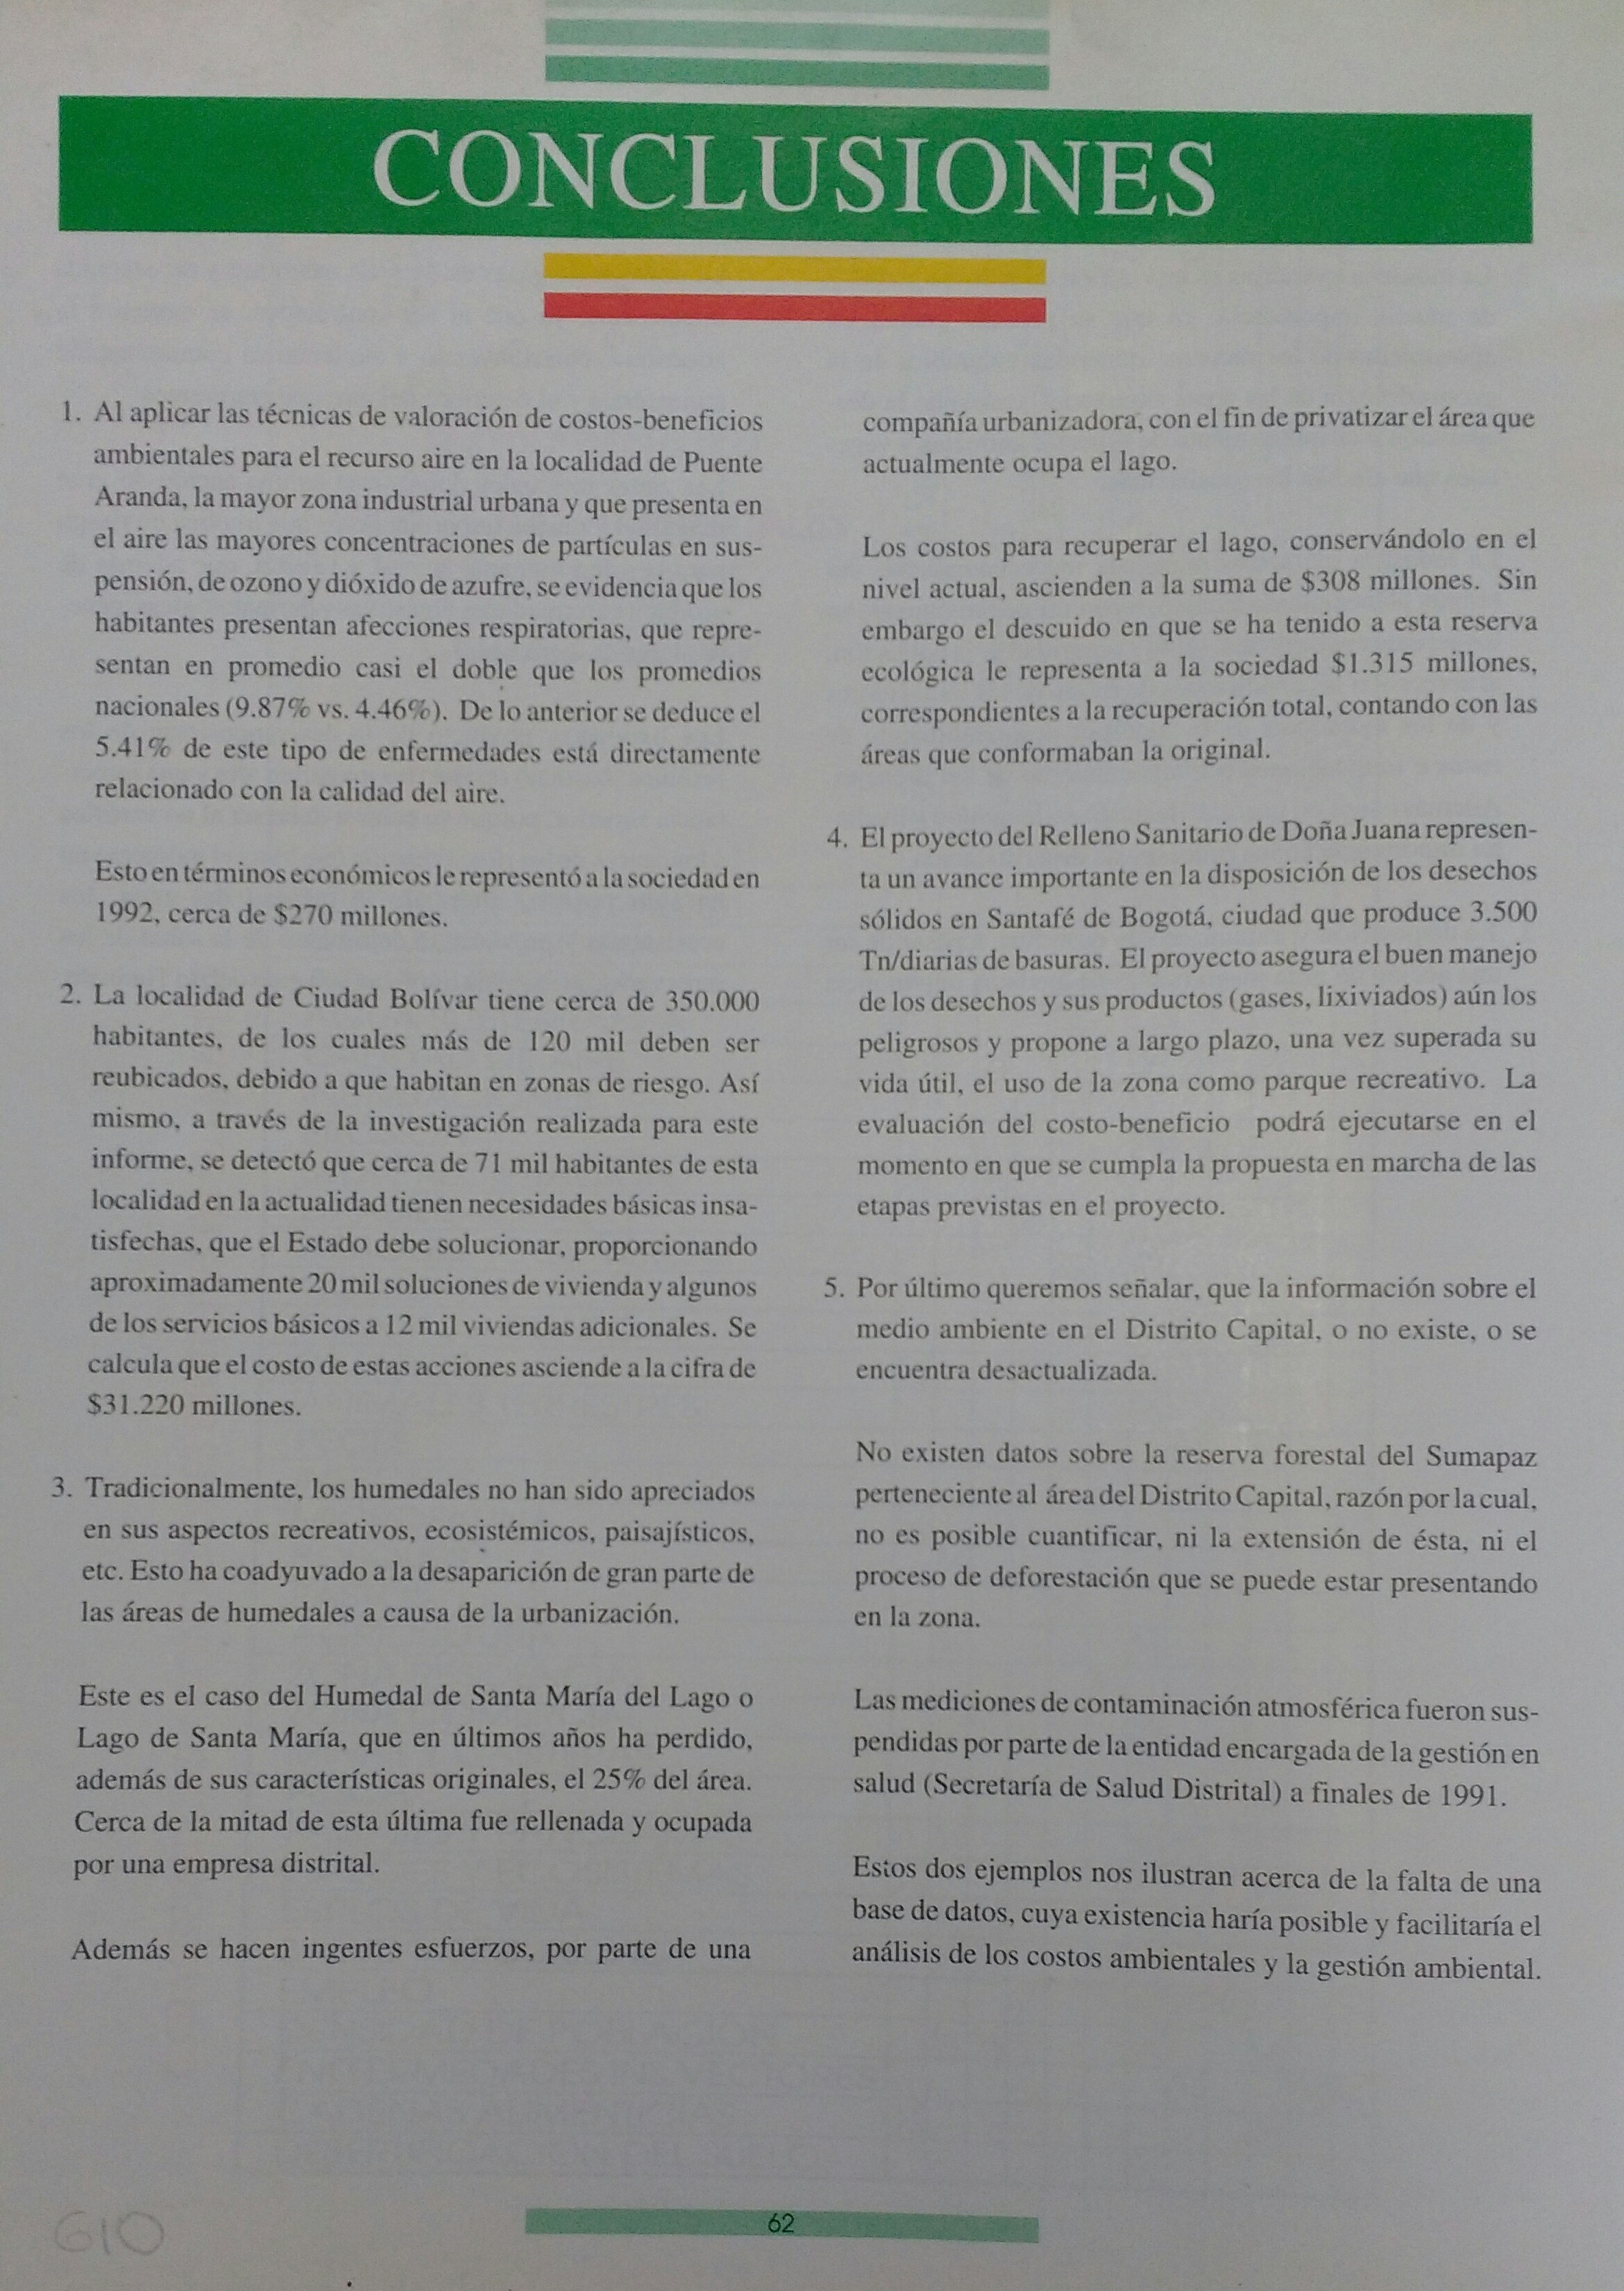 CONCLUSIONES
1. Al aplicar las técnicas de valoración de costos-beneficios
ambientales para el recurso aire en la localidad de Puente
Aranda, la mayor zona industrial urbana y que presenta en
el aire las mayores concentraciones de partículas en sus-
pensión, de ozono y dióxido de azufre, se evidencia que los
habitantes presentan afecciones respiratorias, que repre-
sentan en promedio casi el doble que los promedios
nacionales (9.87% vs. 4.46%). De lo anterior se deduce el
5.41% de este tipo de enfermedades está directamente
relacionado con la calidad del aire.
Esto en términos económicos le representó a la sociedad en
1992, cerca de $270 millones.
2. La localidad de Ciudad Bolívar tiene cerca de 350.000
habitantes, de los cuales más de 120 mil deben ser
reubicados, debido a que habitan en zonas de riesgo. Así
mismo, a través de la investigación realizada para este
informe, se detectó que cerca de 71 mil habitantes de esta
localidad en la actualidad tienen necesidades básicas insa-
tisfechas, que el Estado debe solucionar, proporcionando
aproximadamente 20 mil soluciones de vivienda y algunos
de los servicios básicos a 12 mil viviendas adicionales. Se
calcula que el costo de estas acciones asciende a la cifra de
$31.220 millones.
3. Tradicionalmente, los humedales no han sido apreciados
en sus aspectos recreativos, ecosistémicos, paisajísticos,
etc. Esto ha coadyuvado a la desaparición de gran parte de
las áreas de humedales a causa de la urbanización.
Este es el caso del Humedal de Santa María del Lago o
Lago de Santa María, que en últimos años ha perdido,
además de sus características originales, el 25% del área.
Cerca de la mitad de esta última fue rellenada y ocupada
por una empresa distrital.
Además se hacen ingentes esfuerzos, por parte de una
compañía urbanizadora, con el fin de privatizar el área que
actualmente ocupa el lago.
Los costos para recuperar el lago, conservándolo en el
nivel actual, ascienden a la suma de $308 millones. Sin
embargo el descuido en que se ha tenido a esta reserva
ecológica le representa a la sociedad $1.315 millones,
correspondientes a la recuperación total, contando con las
áreas que conformaban la original.
4. El proyecto del Relleno Sanitario de Doña Juana represen-
ta un avance importante en la disposición de los desechos
sólidos en Santafé de Bogotá, ciudad que produce 3.500
Tn/diarias de basuras. El proyecto asegura el buen manejo
de los desechos y sus productos (gases, lixiviados) aún los
peligrosos y propone a largo plazo, una vez superada su
vida útil, el uso de la zona como parque recreativo. La
evaluación del costo-beneficio podrá ejecutarse en el
momento en que se cumpla la propuesta en marcha de las
etapas previstas en el proyecto.
5. Por último queremos señalar, que la información sobre el
medio ambiente en el Distrito Capital, o no existe, o se
encuentra desactualizada.
No existen datos sobre la reserva forestal del Sumapaz
perteneciente al área del Distrito Capital, razón por la cual,
no es posible cuantificar, ni la extensión de ésta, ni el
proceso de deforestación que se puede estar presentando
en la zona.
Las mediciones de contaminación atmosférica fueron sus-
pendidas por parte de la entidad encargada de la gestión en
salud (Secretaría de Salud Distrital) a finales de 1991.
Estos dos ejemplos nos ilustran acerca de la falta de una
base de datos, cuya existencia haría posible y facilitaría el
análisis de los costos ambientales y la gestión ambiental.
610
62